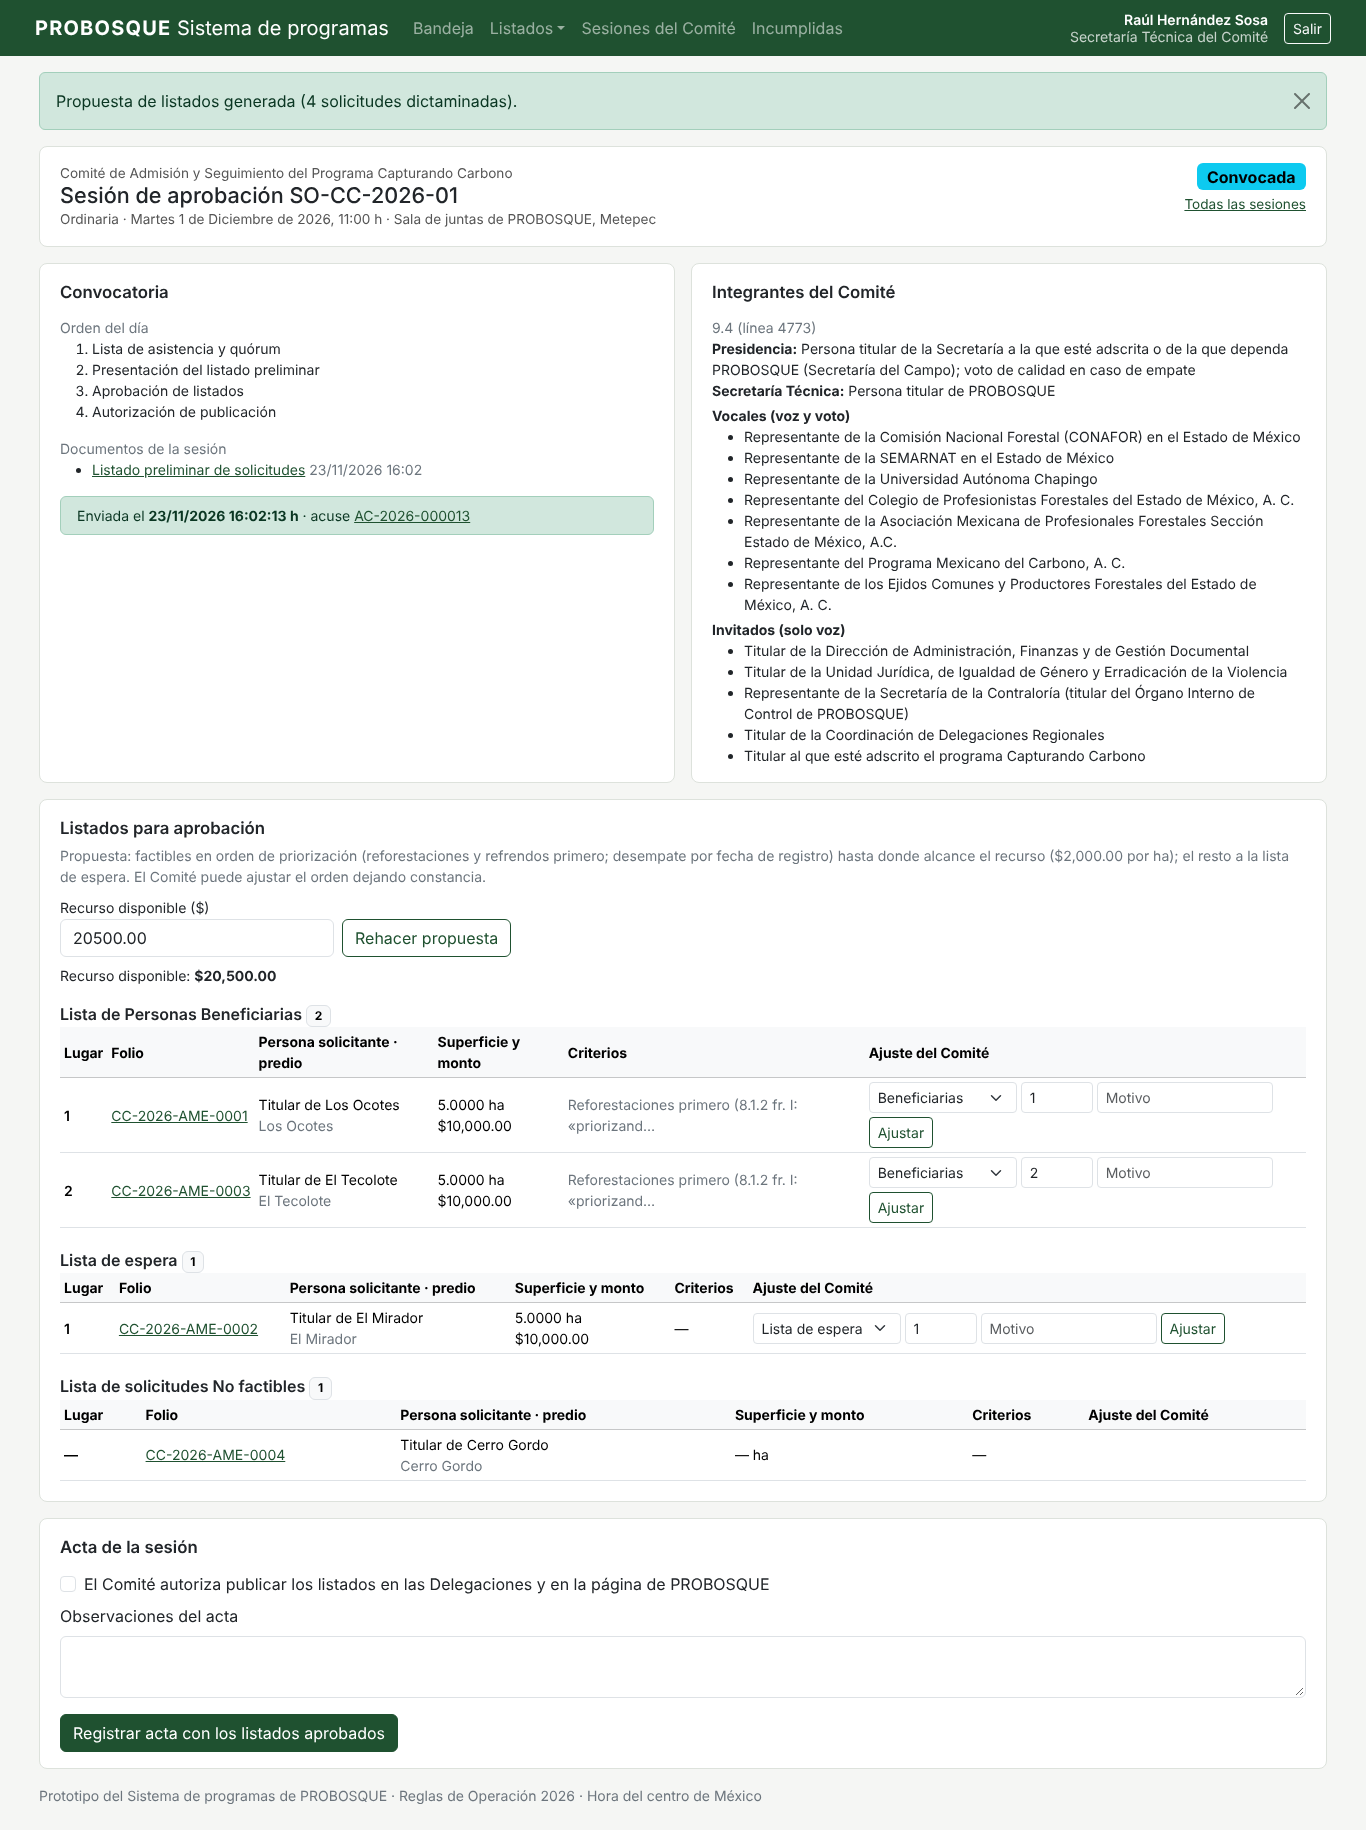 PROBOSQUE Sistema de programas Bandeja Listados Sesiones del Comité Incumplidas
Raúl Hernández Sosa
Secretaría Técnica del Comité
Salir
Propuesta de listados generada (4 solicitudes dictaminadas).
Comité de Admisión y Seguimiento del Programa Capturando Carbono
Sesión de aprobación SO-CC-2026-01
Ordinaria · Martes 1 de Diciembre de 2026, 11:00 h · Sala de juntas de PROBOSQUE, Metepec
Convocada
Todas las sesiones
Convocatoria
Orden del día
1. Lista de asistencia y quórum
2. Presentación del listado preliminar
3. Aprobación de listados
4. Autorización de publicación
Documentos de la sesión
Listado preliminar de solicitudes 23/11/2026 16:02
Enviada el 23/11/2026 16:02:13 h · acuse AC-2026-000013
Integrantes del Comité
9.4 (línea 4773)
Presidencia: Persona titular de la Secretaría a la que esté adscrita o de la que dependa
PROBOSQUE (Secretaría del Campo); voto de calidad en caso de empate
Secretaría Técnica: Persona titular de PROBOSQUE
Vocales (voz y voto)
Representante de la Comisión Nacional Forestal (CONAFOR) en el Estado de México
Representante de la SEMARNAT en el Estado de México
Representante de la Universidad Autónoma Chapingo
Representante del Colegio de Profesionistas Forestales del Estado de México, A. C.
Representante de la Asociación Mexicana de Profesionales Forestales Sección
Estado de México, A.C.
Representante del Programa Mexicano del Carbono, A. C.
Representante de los Ejidos Comunes y Productores Forestales del Estado de
México, A. C.
Invitados (solo voz)
Titular de la Dirección de Administración, Finanzas y de Gestión Documental
Titular de la Unidad Jurídica, de Igualdad de Género y Erradicación de la Violencia
Representante de la Secretaría de la Contraloría (titular del Órgano Interno de
Control de PROBOSQUE)
Titular de la Coordinación de Delegaciones Regionales
Titular al que esté adscrito el programa Capturando Carbono
Listados para aprobación
Propuesta: factibles en orden de priorización (reforestaciones y refrendos primero; desempate por fecha de registro) hasta donde alcance el recurso ($2,000.00 por ha); el resto a la lista
de espera. El Comité puede ajustar el orden dejando constancia.
Recurso disponible ($)
20500.00 Rehacer propuesta
Recurso disponible: $20,500.00
Lista de Personas Beneficiarias 2
Lugar Folio Persona solicitante · predio Superficie y monto Criterios Ajuste del Comité
1 CC-2026-AME-0001 Titular de Los Ocotes 5.0000 ha Reforestaciones primero (8.1.2 fr. I: Beneficiarias 1 Motivo
Los Ocotes $10,000.00 «priorizand... Ajustar
2 CC-2026-AME-0003 Titular de El Tecolote 5.0000 ha Reforestaciones primero (8.1.2 fr. I: Beneficiarias 2 Motivo
El Tecolote $10,000.00 «priorizand... Ajustar
Lista de espera 1
Lugar Folio Persona solicitante · predio Superficie y monto Criterios Ajuste del Comité
1 CC-2026-AME-0002 Titular de El Mirador 5.0000 ha — Lista de espera 1 Motivo Ajustar
El Mirador $10,000.00
Lista de solicitudes No factibles 1
Lugar Folio Persona solicitante · predio Superficie y monto Criterios Ajuste del Comité
— CC-2026-AME-0004 Titular de Cerro Gordo — ha —
Cerro Gordo
Acta de la sesión
El Comité autoriza publicar los listados en las Delegaciones y en la página de PROBOSQUE
Observaciones del acta
Registrar acta con los listados aprobados
Prototipo del Sistema de programas de PROBOSQUE · Reglas de Operación 2026 · Hora del centro de México